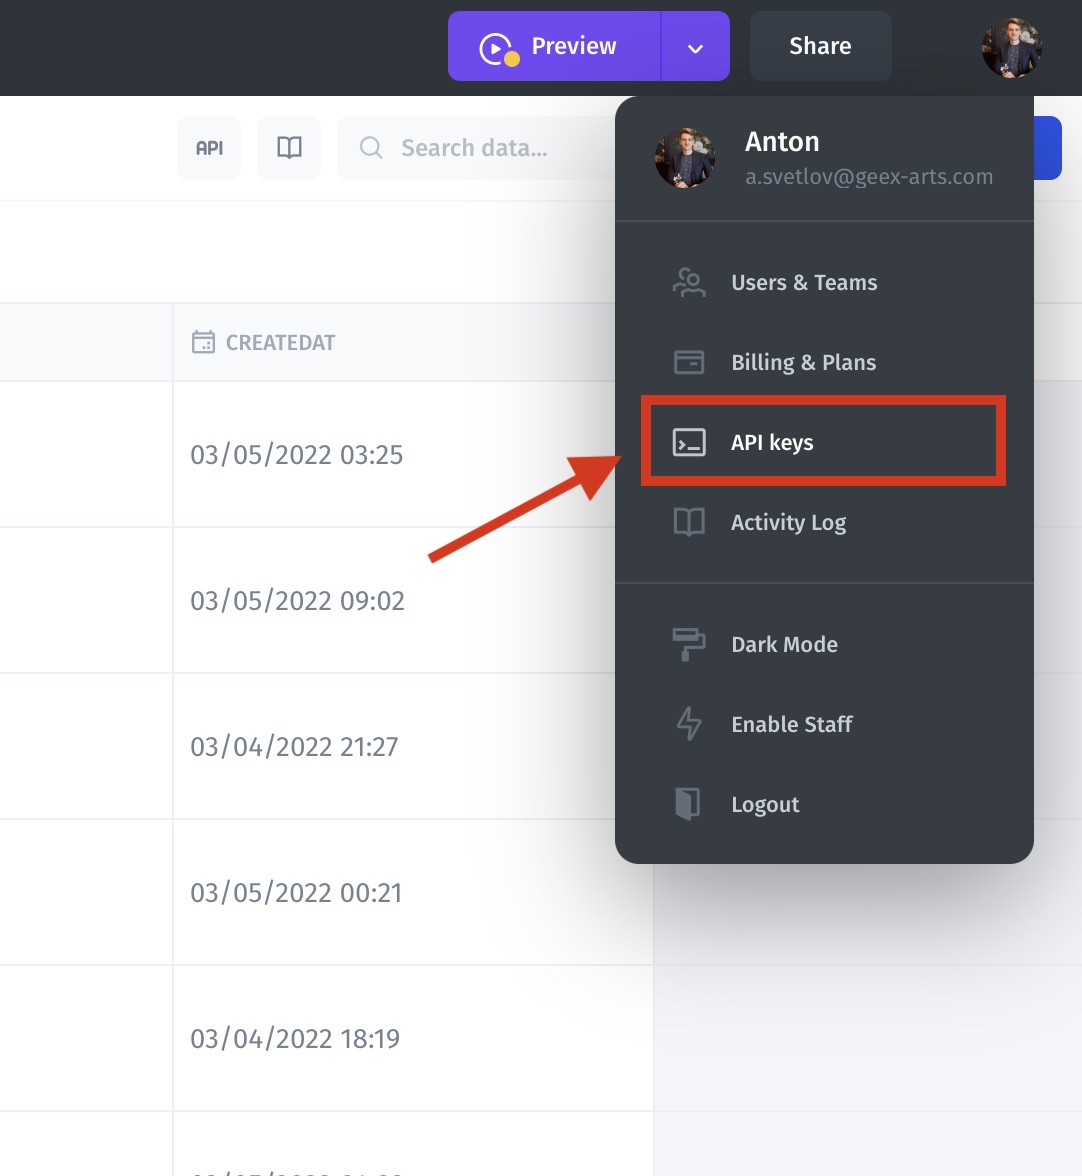 Preview
Share
API
Search data...
Anton
a.svetlov@geex-arts.com
Users & Teams
Billing & Plans
API keys
Activity Log
Dark Mode
Enable Staff
Logout
CREATEDAT
03/05/2022 03:25
03/05/2022 09:02
03/04/2022 21:27
03/05/2022 00:21
03/04/2022 18:19